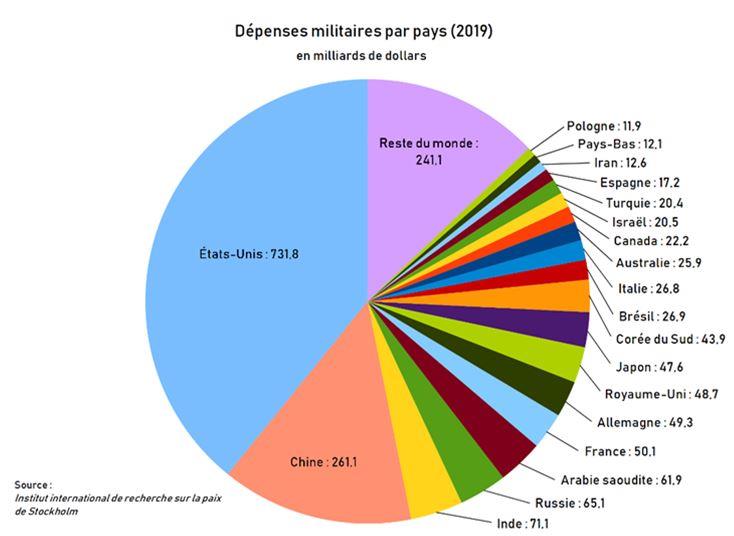 Dépenses militaires par pays (2019)
en milliards de dollars
Reste du monde :
241,1
Pologne : 11,9
Pays-Bas : 12,1
Iran : 12,6
Espagne : 17,2
Turquie : 20,4
Israël : 20,5
Canada : 22,2
Australie : 25,9
Italie : 26,8
Brésil : 26,9
Corée du Sud : 43,9
Japon : 47,6
Royaume-Uni : 48,7
Allemagne : 49,3
France : 50,1
Arabie saoudite : 61,9
Russie : 65,1
Inde : 71,1
Chine : 261,1
États-Unis : 731,8
Source :
Institut international de recherche sur la paix
de Stockholm